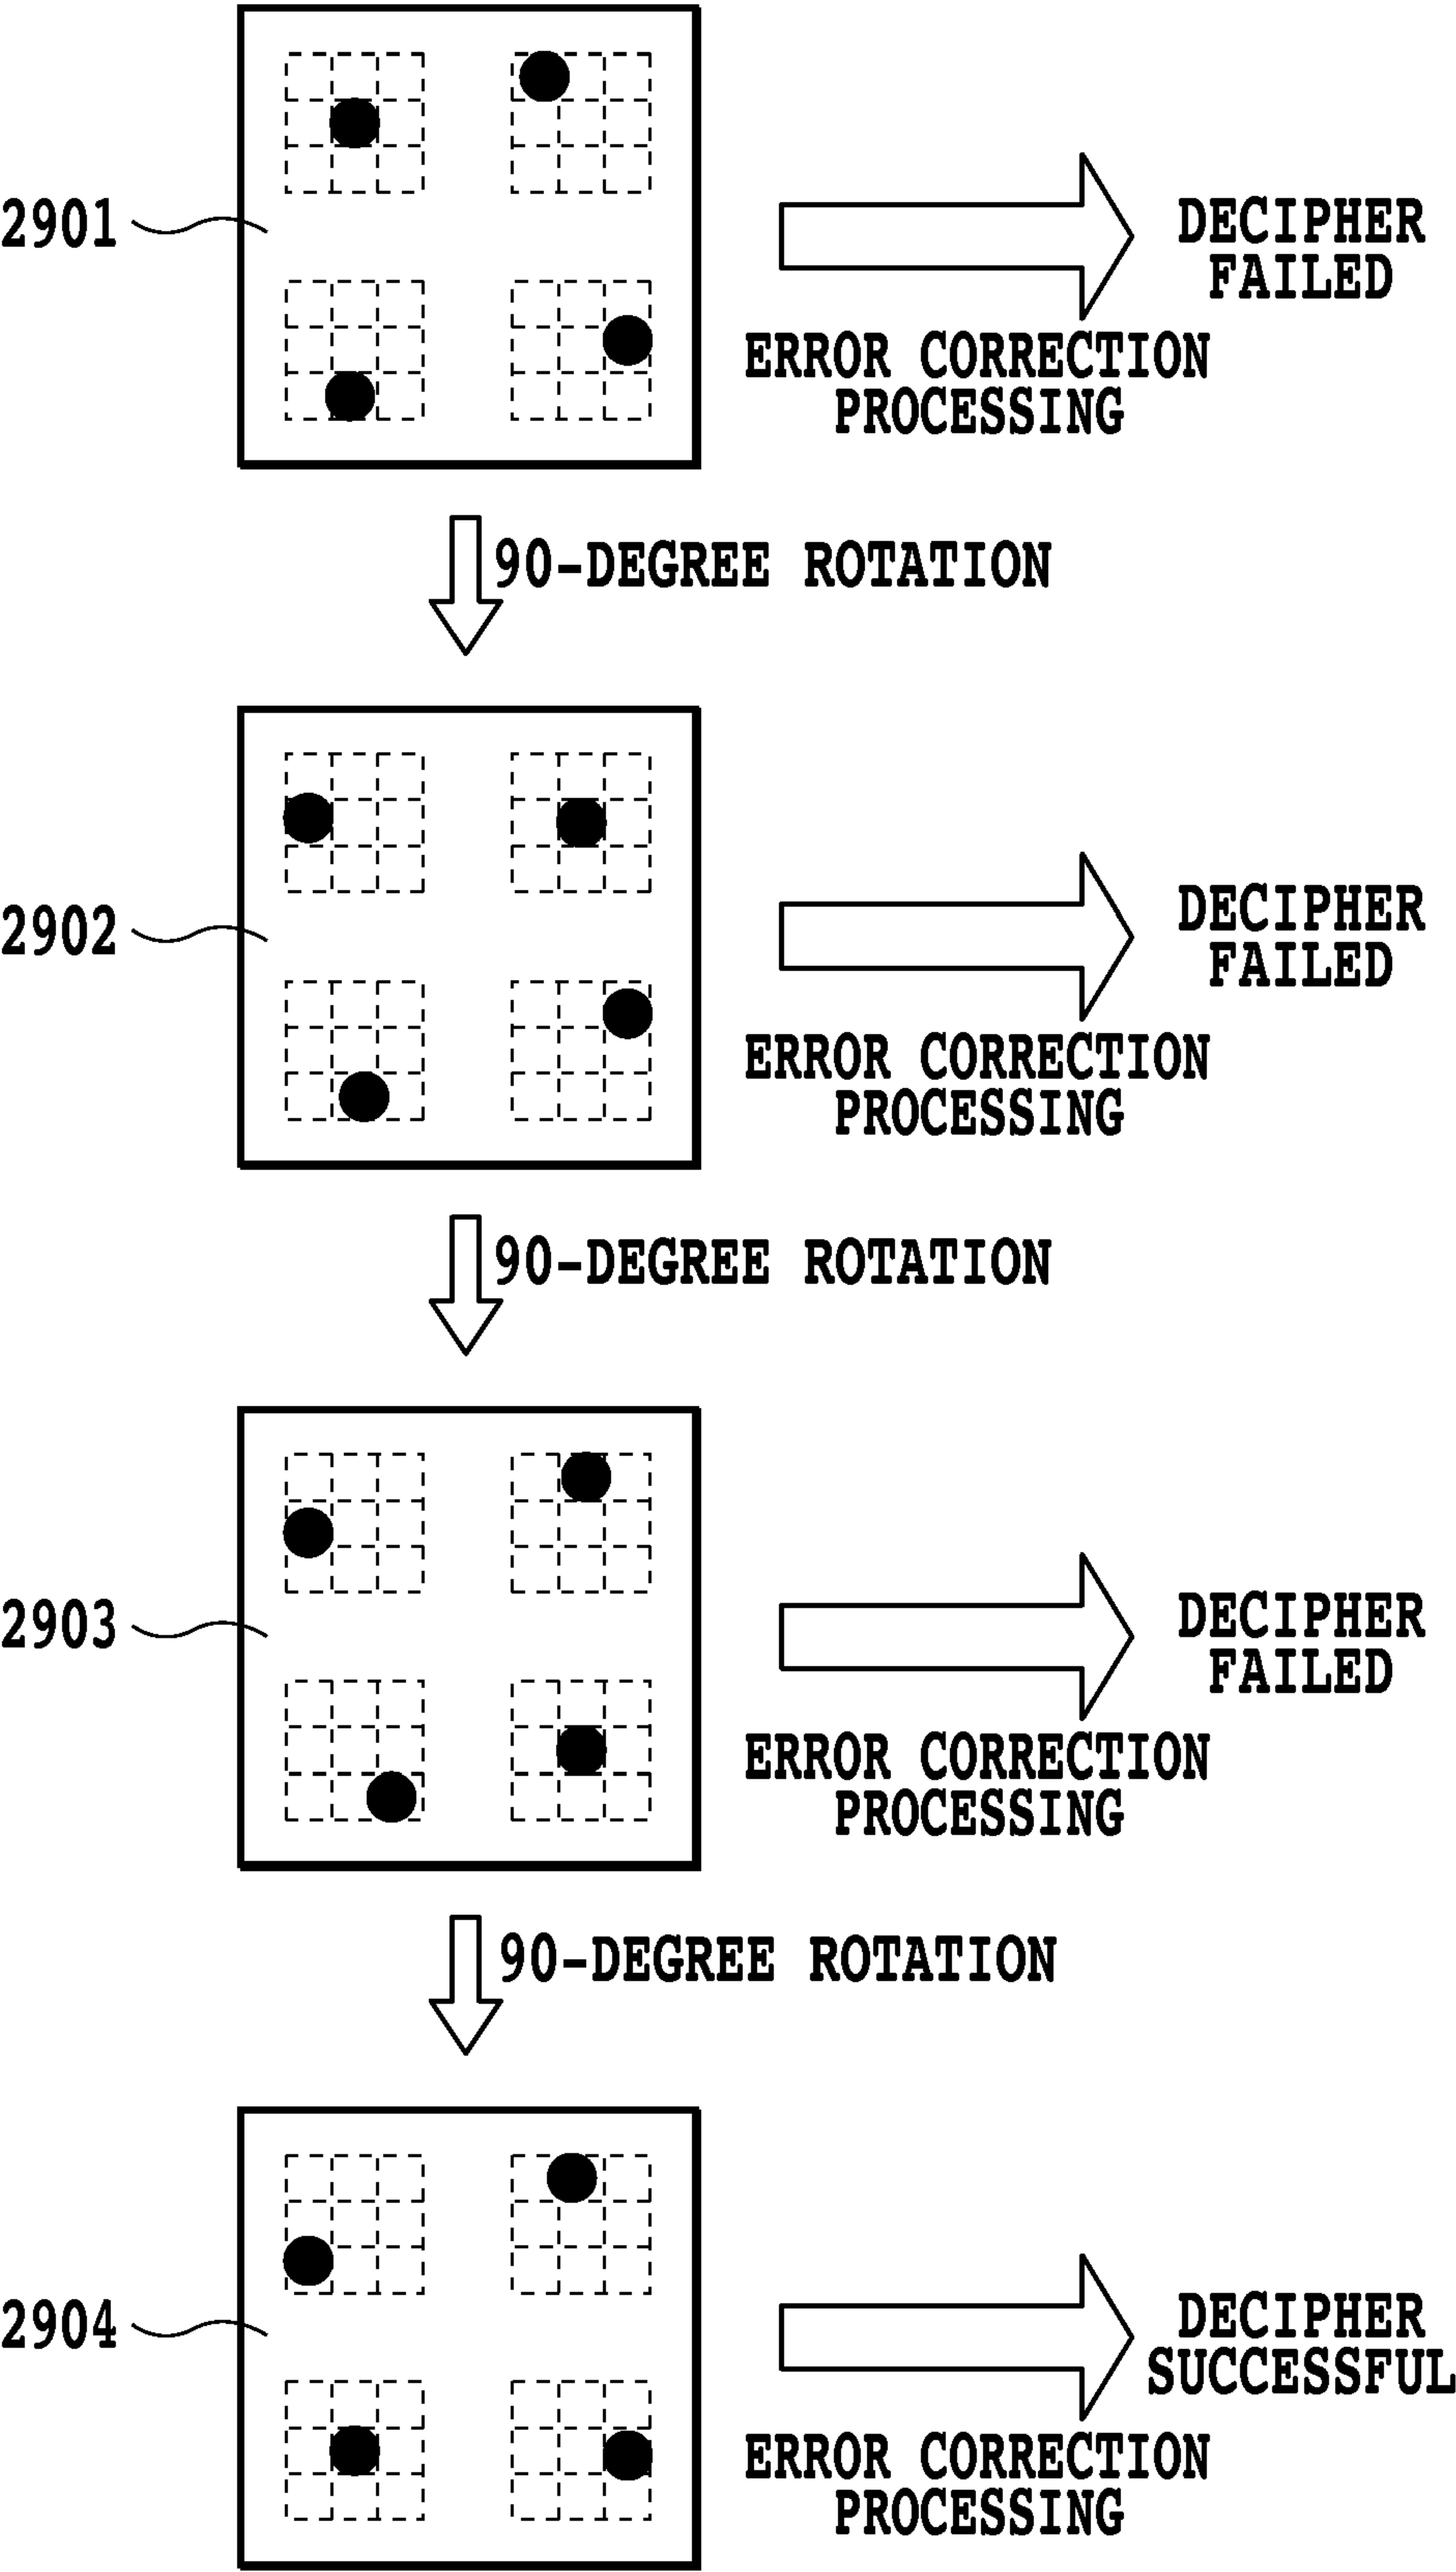 2901
DECIPHER
FAILED
ERROR CORRECTION
PROCESSING
90-DEGREE ROTATION
2902
DECIPHER
FAILED
ERROR CORRECTION
PROCESSING
90-DEGREE ROTATION
2903
DECIPHER
FAILED
ERROR CORRECTION
PROCESSING
90-DEGREE ROTATION
2904
DECIPHER
SUCCESSFUL
ERROR CORRECTION
PROCESSING